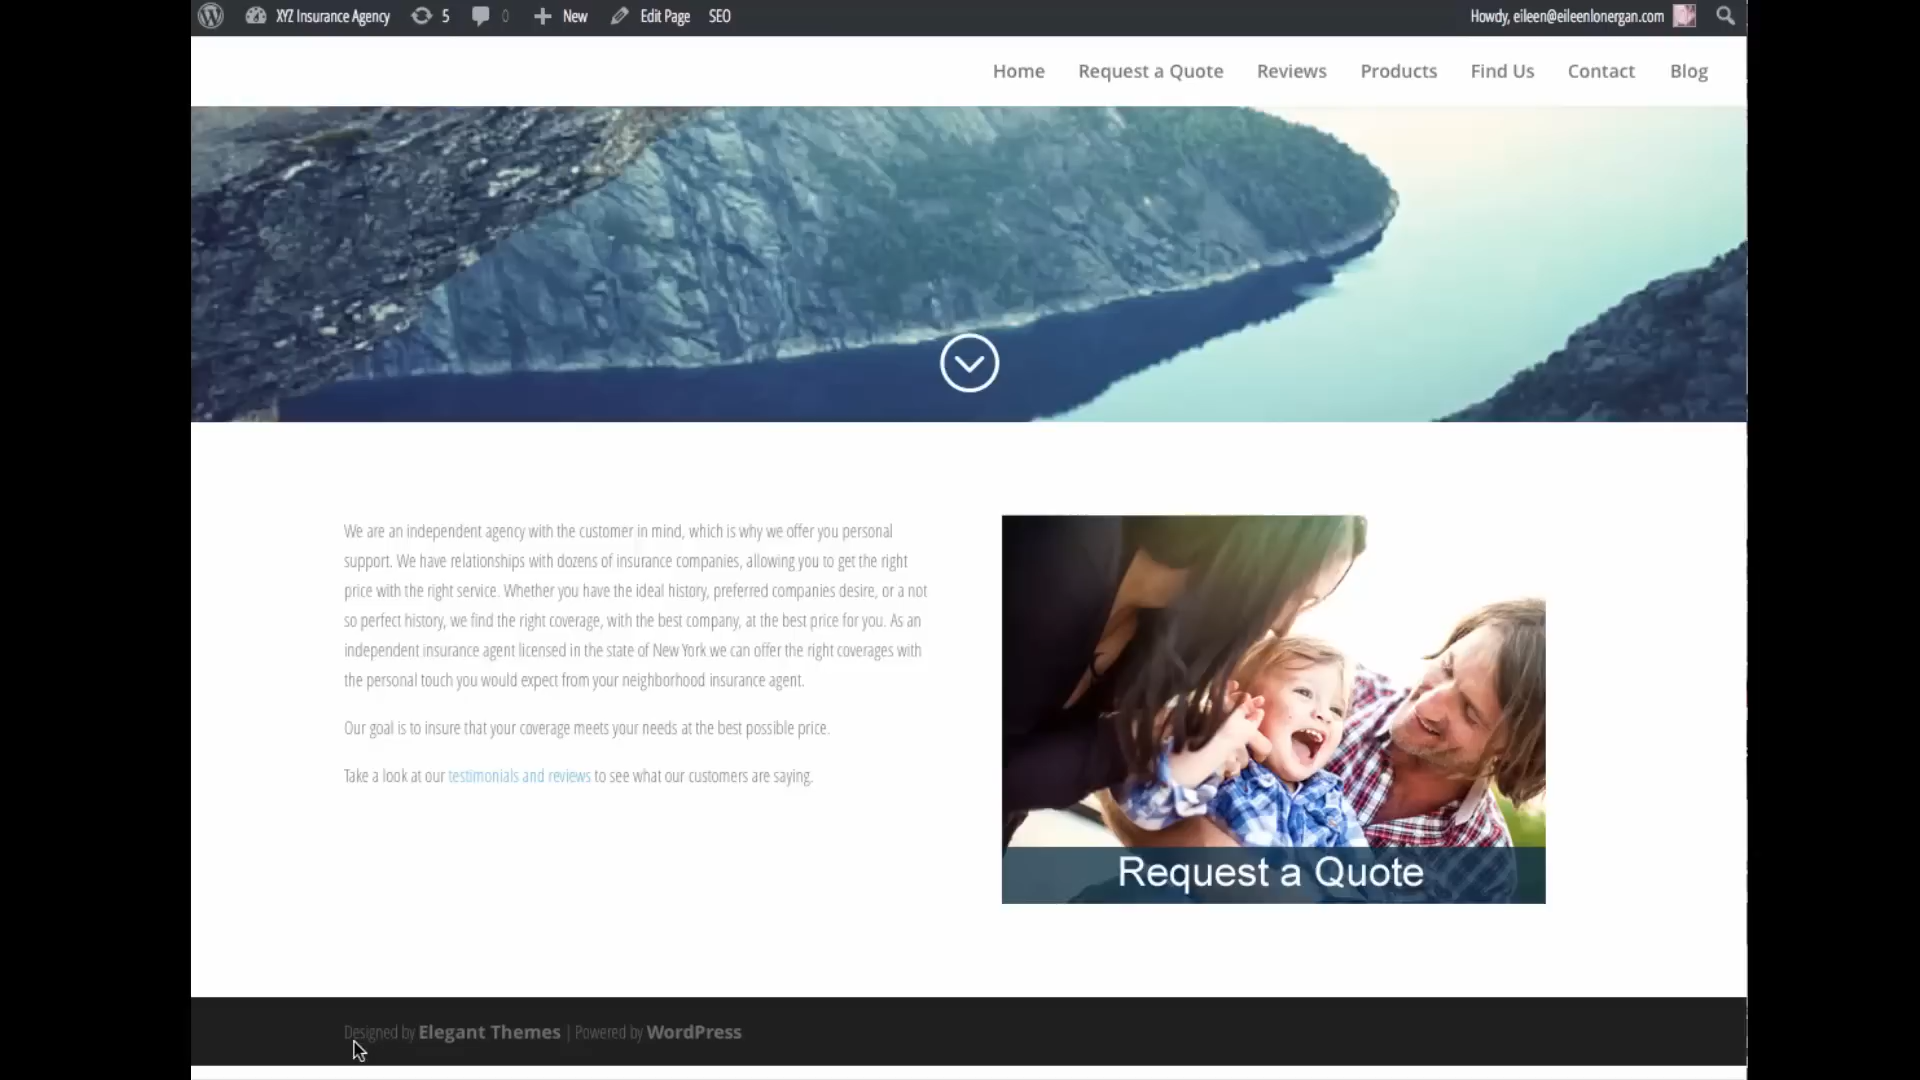 XYZ Insurance Agency 5 0 New Edit Page SEO Howdy, eileen@eileenlonergan.com
Home Request a Quote Reviews Products Find Us Contact Blog
We are an independent agency with the customer in mind, which is why we offer you personal
support. We have relationships with dozens of insurance companies, allowing you to get the right
price with the right service. Whether you have the ideal history, preferred companies desire, or a not
so perfect history, we find the right coverage, with the best company, at the best price for you. As an
independent insurance agent licensed in the state of New York we can offer the right coverages with
the personal touch you would expect from your neighborhood insurance agent.
Our goal is to insure that your coverage meets your needs at the best possible price.
Take a look at our testimonials and reviews to see what our customers are saying.
Request a Quote
Designed by Elegant Themes | Powered by WordPress